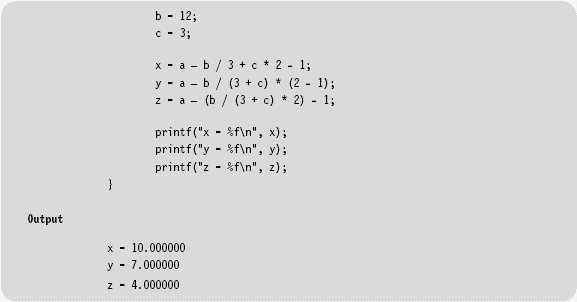 b = 12;
c = 3;
x = a – b / 3 + c * 2 - 1;
y = a – b / (3 + c) * (2 - 1);
z = a – (b / (3 + c) * 2) - 1;
printf("x = %f\n", x);
printf("y = %f\n", y);
printf("z = %f\n", z);
}
Output
x = 10.000000
y = 7.000000
z = 4.000000